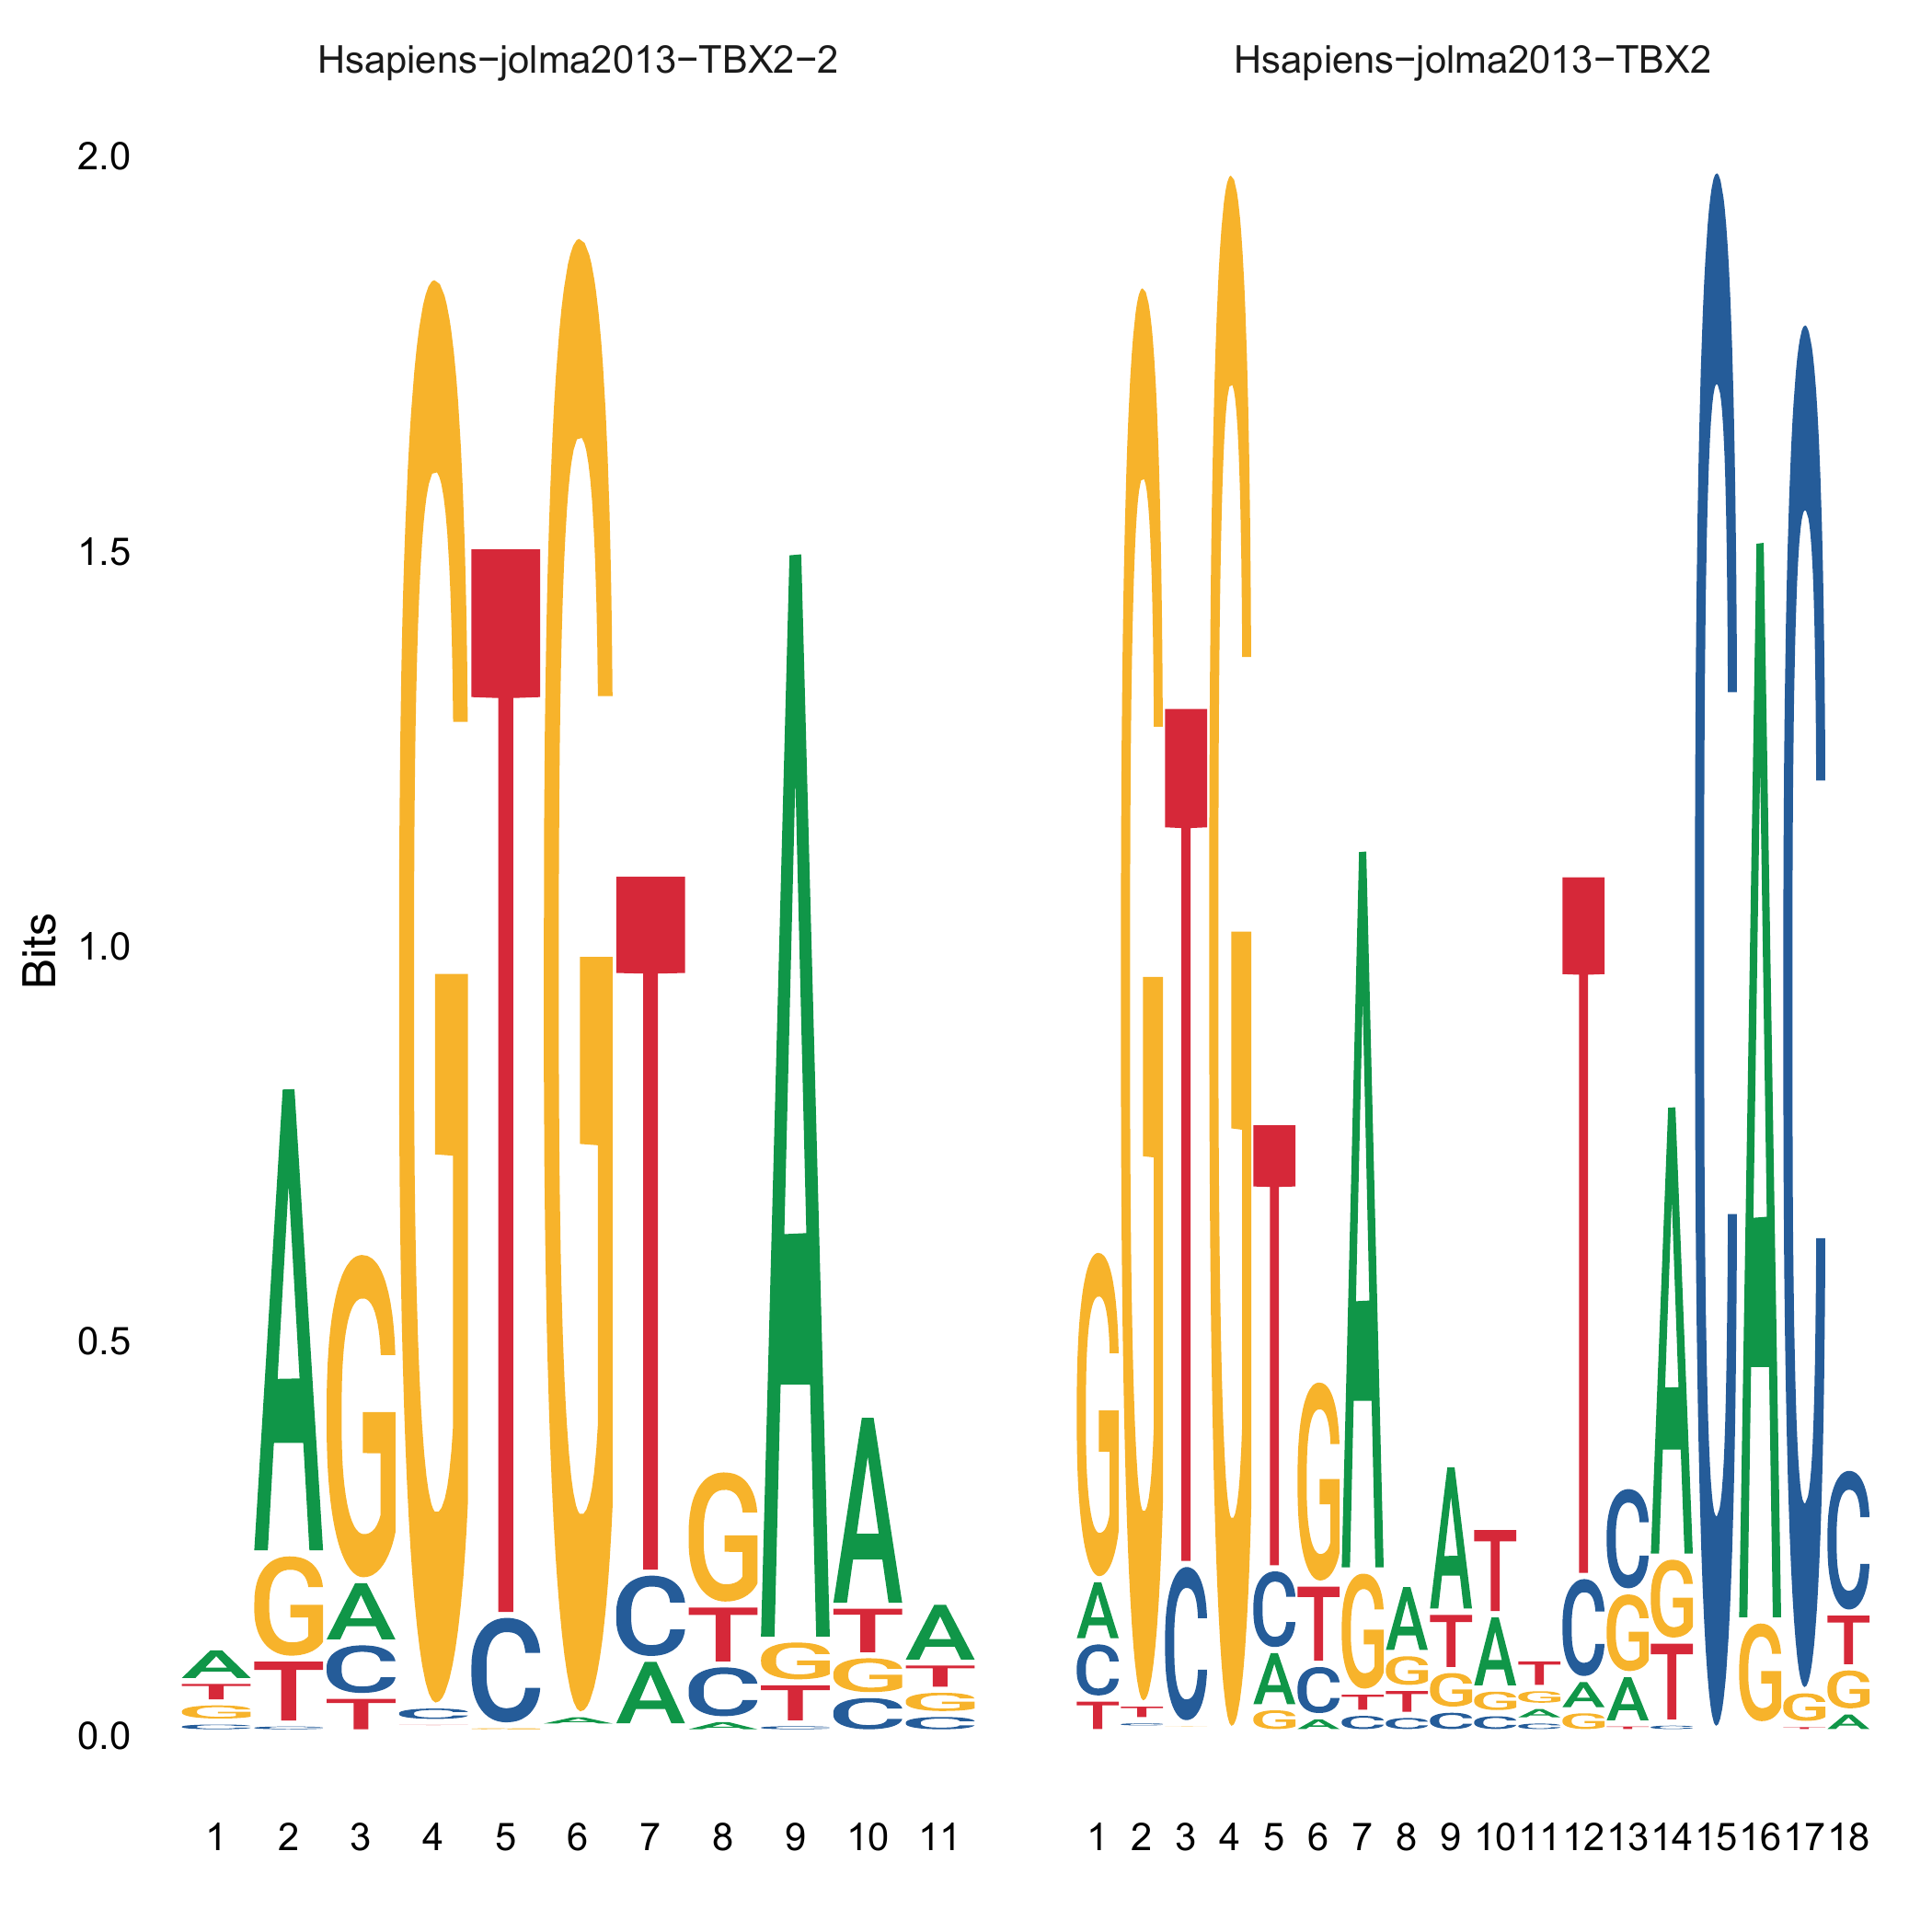 Hsapiens−jolma2013−TBX2−2
Hsapiens−jolma2013−TBX2
2.0
1.5
1.0
0.5
0.0
Bits
A T G C
A G T C
G A C T
G C
T C G
G A
T C A
G T C A
A G T C
A T G C
A T G C
G A C T
G T C
T C G
G
T C A G
G T C A
A G T C
A G T C
A T G C
T A G C
T G A C
T C A G
C G A T
A G T C
C
A G
C G T
C T G A
1 2 3 4 5 6 7 8 9 10 11
1 2 3 4 5 6 7 8 9 10 11 12 13 14 15 16 17 18